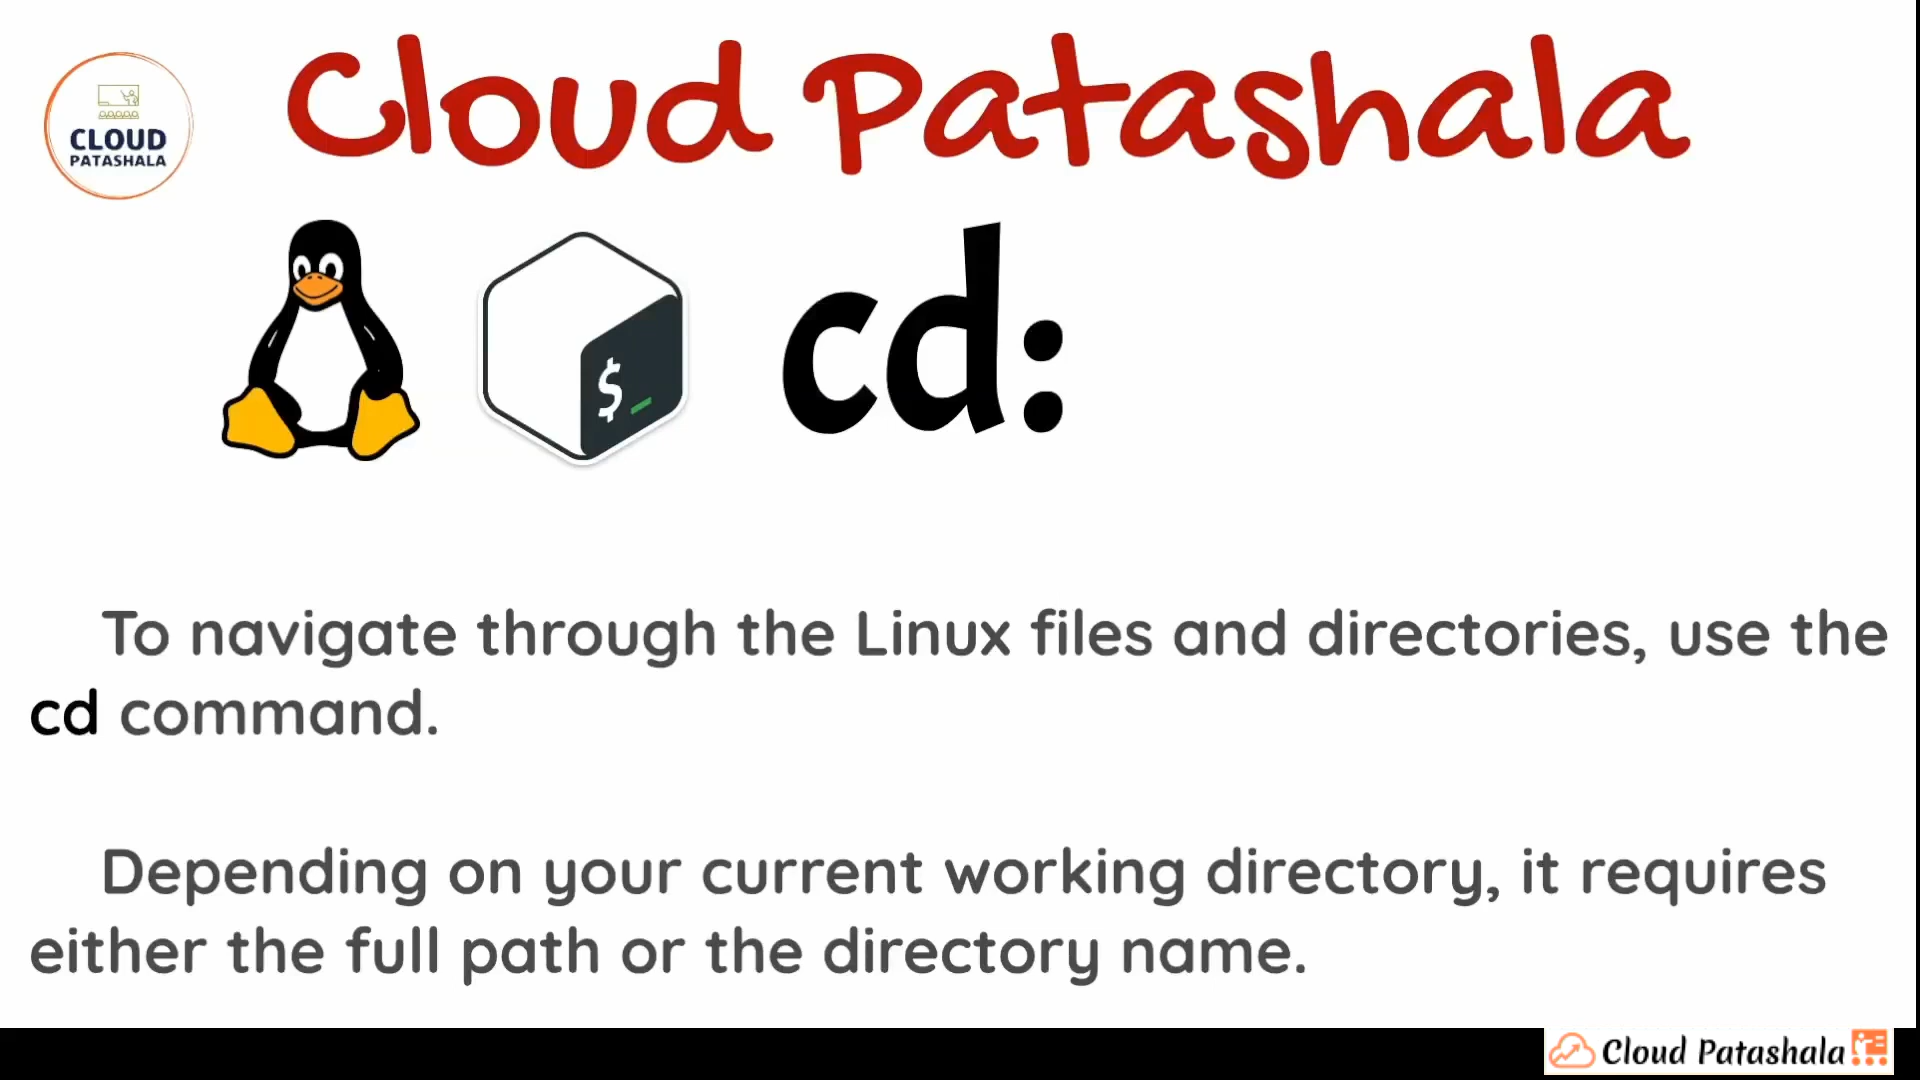 Cloud Patashala
CLOUD
PATASHALA
$_
cd:
To navigate through the Linux files and directories, use the
cd command.
Depending on your current working directory, it requires
either the full path or the directory name.
Cloud Patashala